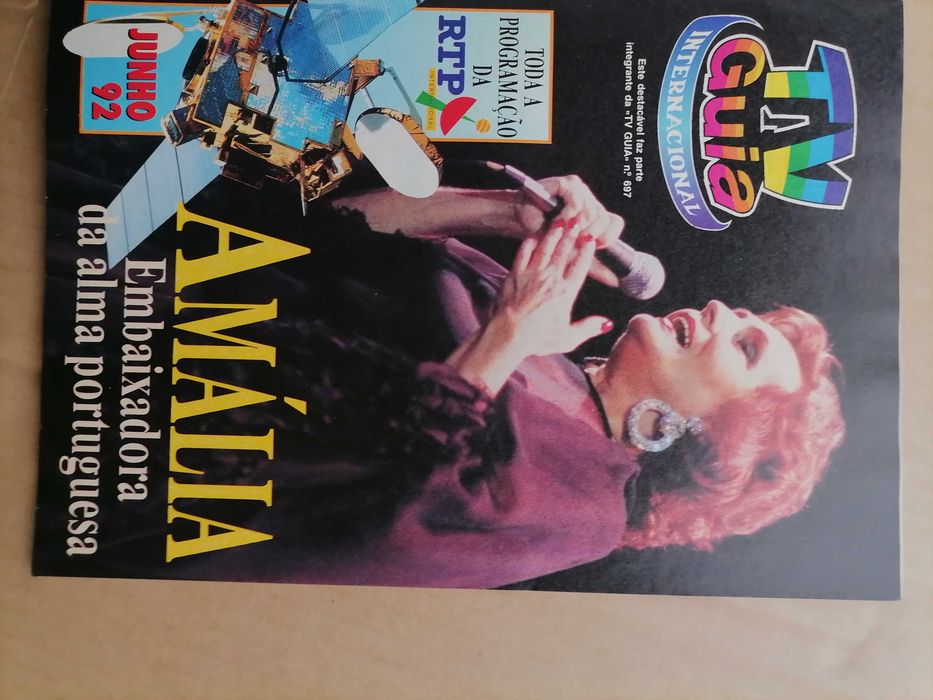 TV
Guia
INTERNACIONAL
Este destacável faz parte
integrante da «TV GUIA» n.º 697
TODA A
PROGRAMAÇÃO
DA
RTP
INTERNACIONAL
JUNHO 92
AMÁLIA
Embaixadora
da alma portuguesa